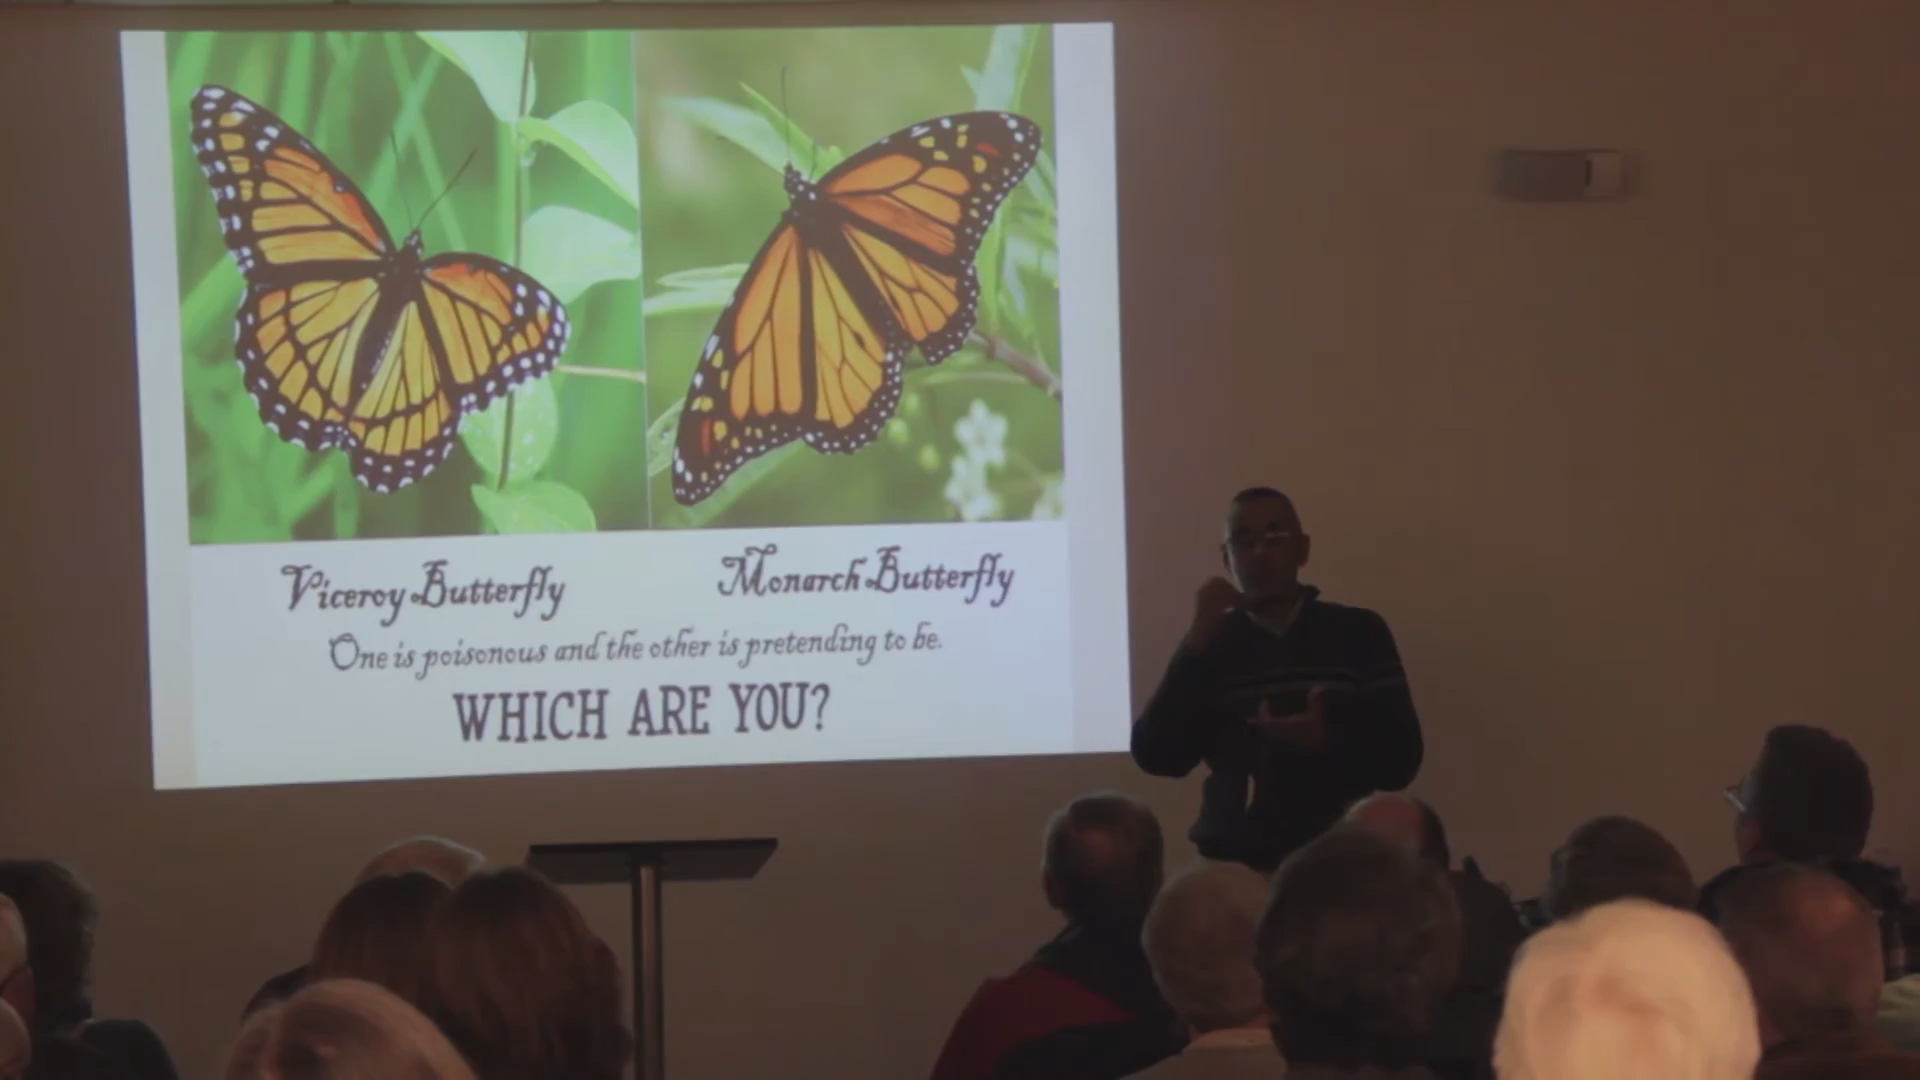 Viceroy Butterfly
Monarch Butterfly
One is poisonous and the other is pretending to be.
WHICH ARE YOU?